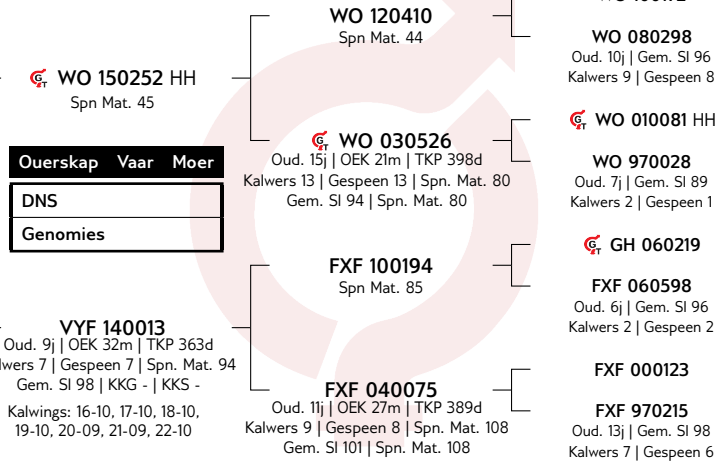 WO 120410
Spn Mat. 44
WO 080298
Oud. 10j | Gem. SI 96
Kalwers 9 | Gespeen 8
WO 150252 HH
Spn Mat. 45
WO 010081 HH
WO 030526
Oud. 15j | OEK 21m | TKP 398d
Kalwers 13 | Gespeen 13 | Spn. Mat. 80
Gem. SI 94 | Spn. Mat. 80
WO 970028
Oud. 7j | Gem. SI 89
Kalwers 2 | Gespeen 1
Ouerskap Vaar Moer
DNS
Genomies
GH 060219
FXF 100194
Spn Mat. 85
FXF 060598
Oud. 6j | Gem. SI 96
Kalwers 2 | Gespeen 2
VYF 140013
Oud. 9j | OEK 32m | TKP 363d
lwers 7 | Gespeen 7 | Spn. Mat. 94
Gem. SI 98 | KKG - | KKS -
Kalwings: 16-10, 17-10, 18-10,
19-10, 20-09, 21-09, 22-10
FXF 000123
FXF 040075
Oud. 11j | OEK 27m | TKP 389d
Kalwers 9 | Gespeen 8 | Spn. Mat. 108
Gem. SI 101 | Spn. Mat. 108
FXF 970215
Oud. 13j | Gem. SI 98
Kalwers 7 | Gespeen 6